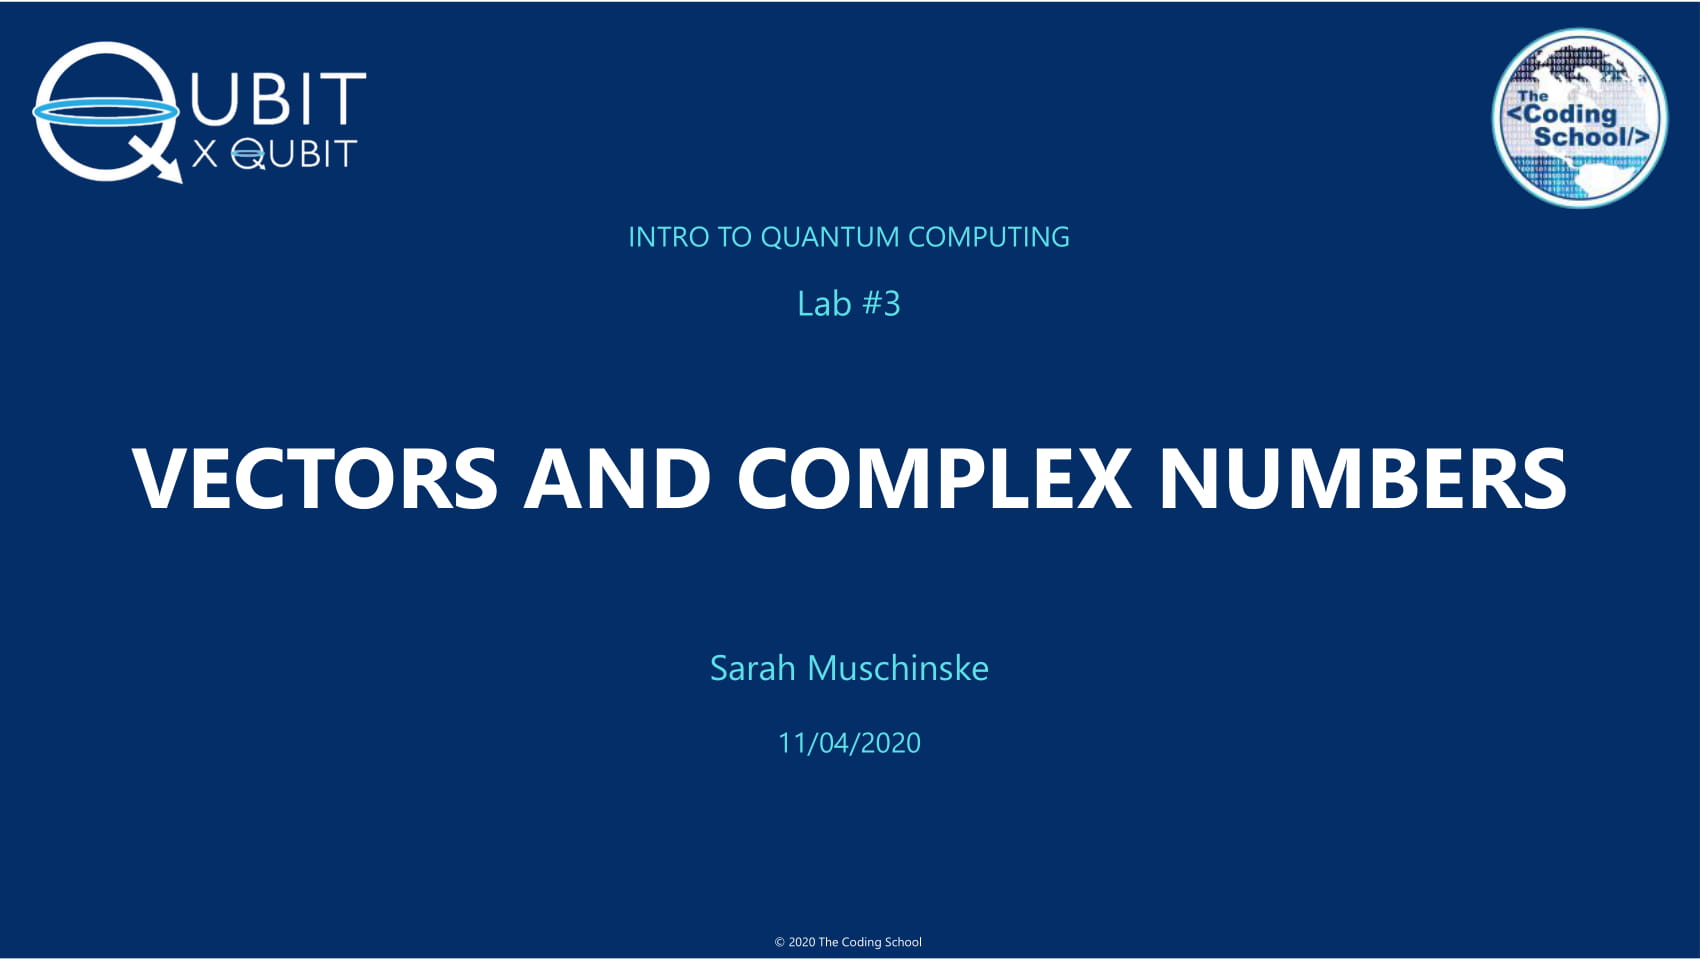 QUBIT
X QUBIT
The
<Coding
School/>
INTRO TO QUANTUM COMPUTING
Lab #3
VECTORS AND COMPLEX NUMBERS
Sarah Muschinske
11/04/2020
© 2020 The Coding School